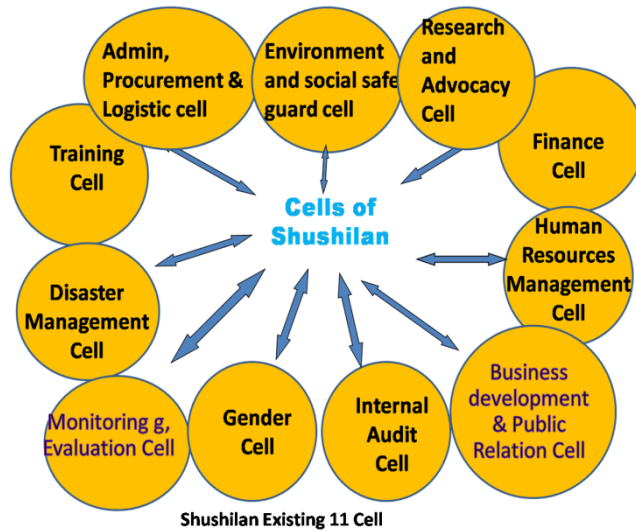 Admin,
Procurement &
Logistic cell
Environment
and social safe
guard cell
Research
and
Advocacy
Cell
Training
Cell
Finance
Cell
Cells of
Shushilan
Human
Resources
Management
Cell
Disaster
Management
Cell
Business
development
& Public
Relation Cell
Monitoring g,
Evaluation Cell
Gender
Cell
Internal
Audit
Cell
Shushilan Existing 11 Cell